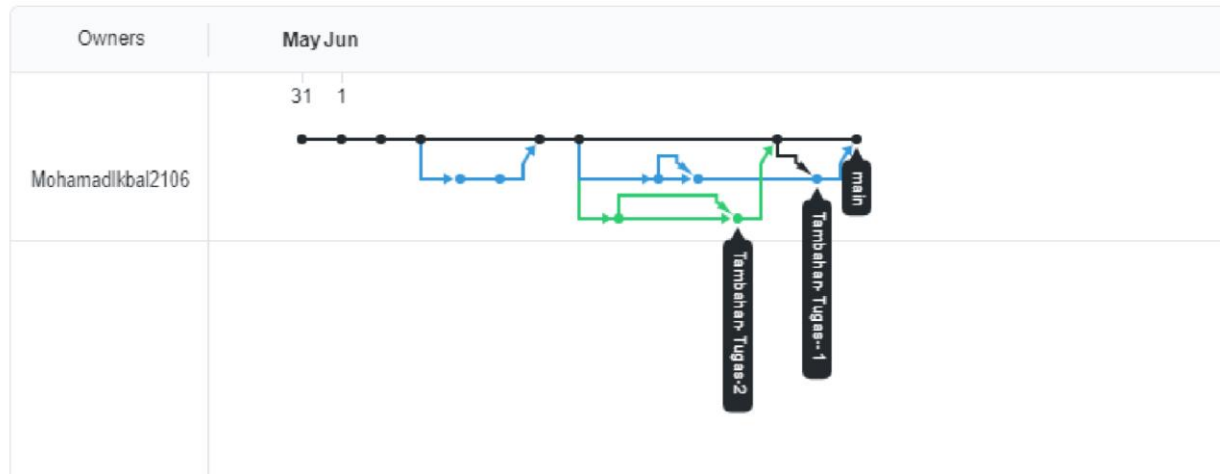 Owners
May Jun
31 1
MohamadIkbal2106
main
Tambahan-Tugas--1
Tambahan-Tugas-2